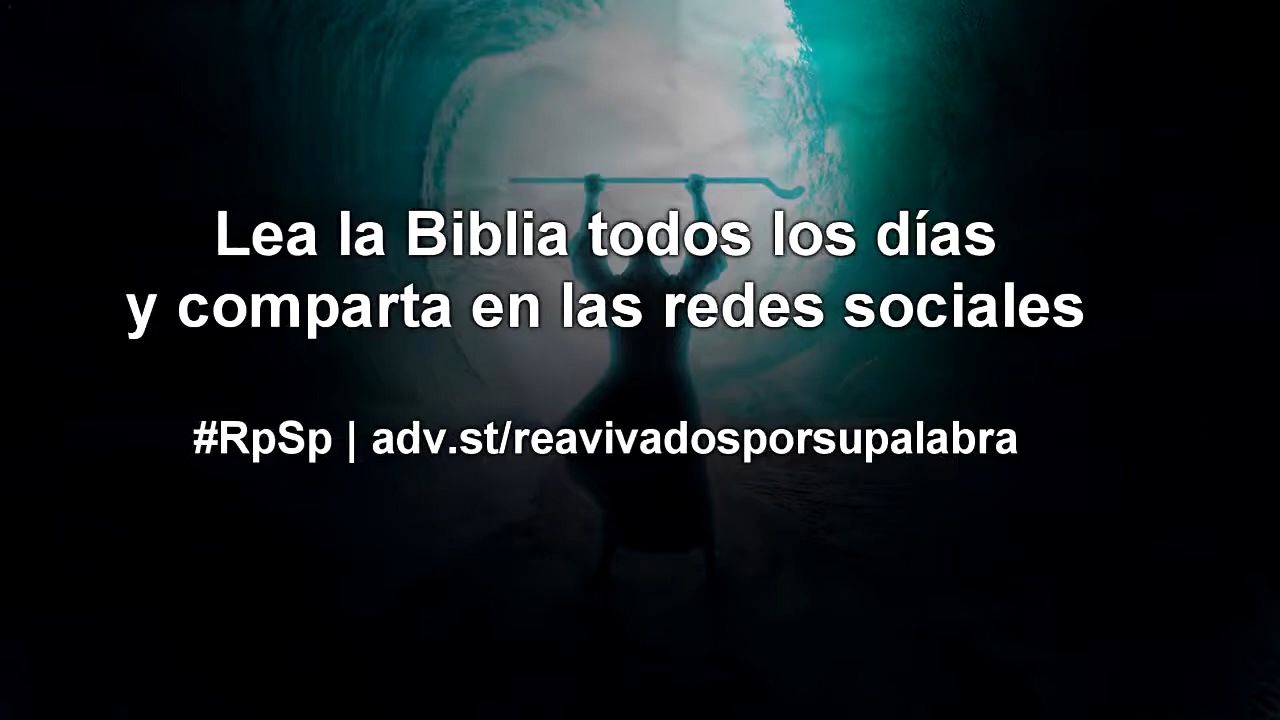 Lea la Biblia todos los días
y comparta en las redes sociales
#RpSp | adv.st/reavivadosporsupalabra